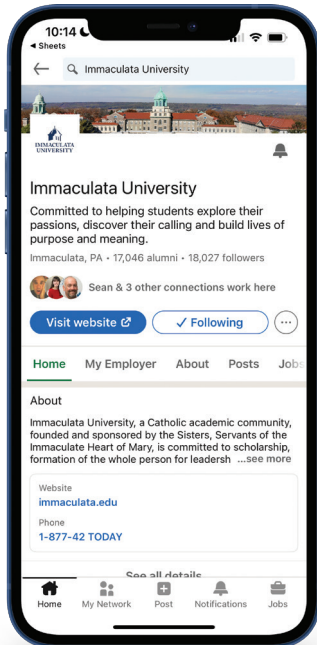 10:14
◄ Sheets
Immaculata University
IMMACULATA
UNIVERSITY
Immaculata University
Committed to helping students explore their
passions, discover their calling and build lives of
purpose and meaning.
Immaculata, PA • 17,046 alumni • 18,027 followers
Sean & 3 other connections work here
Visit website
✓ Following
Home My Employer About Posts Jobs
About
Immaculata University, a Catholic academic community,
founded and sponsored by the Sisters, Servants of the
Immaculate Heart of Mary, is committed to scholarship,
formation of the whole person for leadersh ...see more
Website
immaculata.edu
Phone
1-877-42 TODAY
See all details
Home My Network Post Notifications Jobs